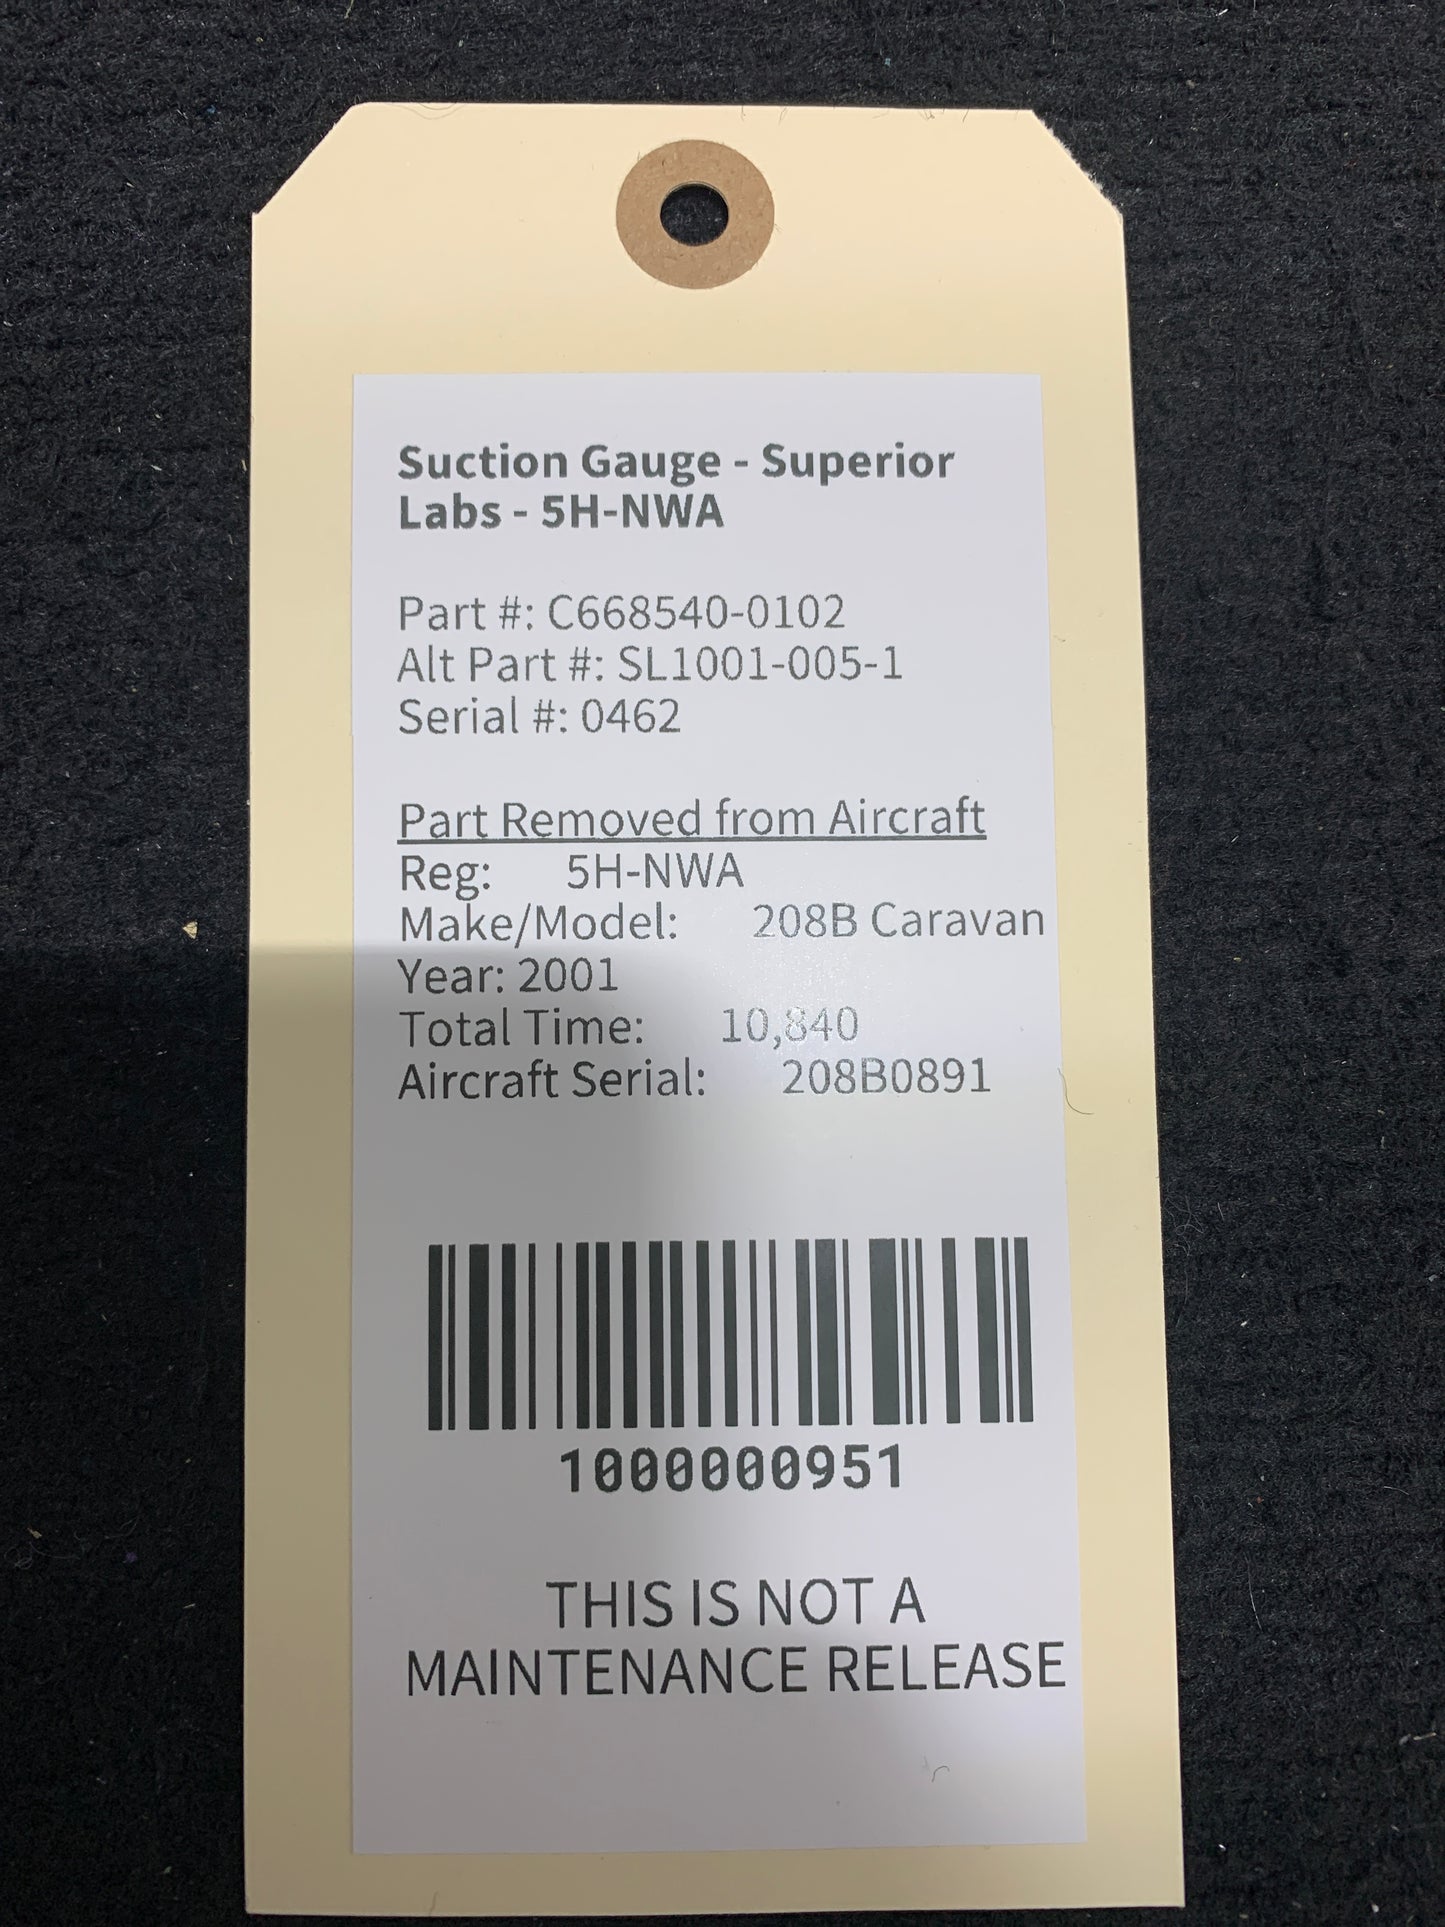 Suction Gauge - Superior
Labs - 5H-NWA
Part #: C668540-0102
Alt Part #: SL1001-005-1
Serial #: 0462
Part Removed from Aircraft
Reg: 5H-NWA
Make/Model: 208B Caravan
Year: 2001
Total Time: 10,840
Aircraft Serial: 208B0891
1000000951
THIS IS NOT A
MAINTENANCE RELEASE